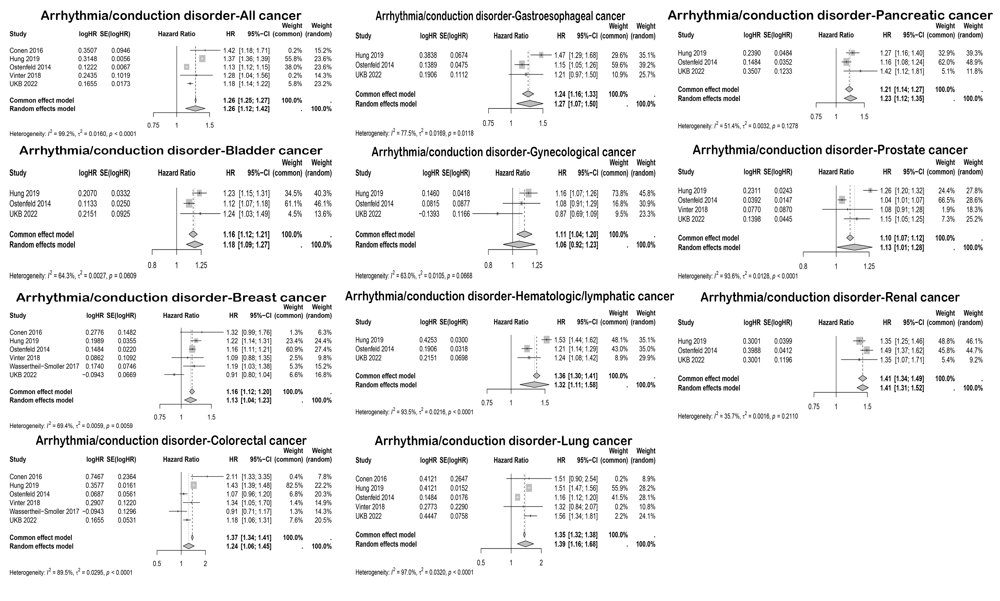 Arrhythmia/conduction disorder-All cancer
Weight Weight
Study logHR SE(logHR) Hazard Ratio HR 95%−CI (common) (random)
Conen 2016 0.3507 0.0946 1.42 [1.18; 1.71] 0.2% 15.2%
Hung 2019 0.3148 0.0056 1.37 [1.36; 1.39] 55.8% 23.6%
Ostenfeld 2014 0.1222 0.0067 1.13 [1.12; 1.15] 38.0% 23.6%
Vinter 2018 0.2435 0.1019 1.28 [1.04; 1.56] 0.2% 14.3%
UKB 2022 0.1655 0.0173 1.18 [1.14; 1.22] 5.8% 23.2%
Common effect model 1.26 [1.25; 1.27] 100.0% .
Random effects model 1.26 [1.12; 1.42] . 100.0%
0.75 1 1.5
Heterogeneity: I² = 99.2%, τ² = 0.0160, p < 0.0001
Arrhythmia/conduction disorder-Bladder cancer
Weight Weight
Study logHR SE(logHR) Hazard Ratio HR 95%−CI (common) (random)
Hung 2019 0.2070 0.0332 1.23 [1.15; 1.31] 34.5% 40.3%
Ostenfeld 2014 0.1133 0.0250 1.12 [1.07; 1.18] 61.1% 46.1%
UKB 2022 0.2151 0.0925 1.24 [1.03; 1.49] 4.5% 13.6%
Common effect model 1.16 [1.12; 1.21] 100.0% .
Random effects model 1.18 [1.09; 1.27] . 100.0%
0.8 1 1.25
Heterogeneity: I² = 64.3%, τ² = 0.0027, p = 0.0609
Arrhythmia/conduction disorder-Breast cancer
Weight Weight
Study logHR SE(logHR) Hazard Ratio HR 95%−CI (common) (random)
Conen 2016 0.2776 0.1482 1.32 [0.99; 1.76] 1.3% 6.3%
Hung 2019 0.1989 0.0355 1.22 [1.14; 1.31] 23.4% 24.4%
Ostenfeld 2014 0.1484 0.0220 1.16 [1.11; 1.21] 60.9% 27.4%
Vinter 2018 0.0862 0.1092 1.09 [0.88; 1.35] 2.5% 9.8%
Wassertheil−Smoller 2017 0.1740 0.0746 1.19 [1.03; 1.38] 5.3% 15.2%
UKB 2022 −0.0943 0.0669 0.91 [0.80; 1.04] 6.6% 16.8%
Common effect model 1.16 [1.12; 1.20] 100.0% .
Random effects model 1.13 [1.04; 1.23] . 100.0%
0.75 1 1.5
Heterogeneity: I² = 69.4%, τ² = 0.0059, p = 0.0059
Arrhythmia/conduction disorder-Colorectal cancer
Weight Weight
Study logHR SE(logHR) Hazard Ratio HR 95%−CI (common) (random)
Conen 2016 0.7467 0.2364 2.11 [1.33; 3.35] 0.4% 7.8%
Hung 2019 0.3577 0.0161 1.43 [1.39; 1.48] 82.5% 22.2%
Ostenfeld 2014 0.0687 0.0561 1.07 [0.96; 1.20] 6.8% 20.3%
Vinter 2018 0.2907 0.1220 1.34 [1.05; 1.70] 1.4% 14.9%
Wassertheil−Smoller 2017 −0.0943 0.1296 0.91 [0.71; 1.17] 1.3% 14.3%
UKB 2022 0.1655 0.0531 1.18 [1.06; 1.31] 7.6% 20.5%
Common effect model 1.37 [1.34; 1.41] 100.0% .
Random effects model 1.24 [1.06; 1.45] . 100.0%
0.5 1 2
Heterogeneity: I² = 89.5%, τ² = 0.0295, p < 0.0001
Arrhythmia/conduction disorder-Gastroesophageal cancer
Weight Weight
Study logHR SE(logHR) Hazard Ratio HR 95%−CI (common) (random)
Hung 2019 0.3838 0.0674 1.47 [1.29; 1.68] 29.6% 35.1%
Ostenfeld 2014 0.1389 0.0475 1.15 [1.05; 1.26] 59.6% 39.2%
UKB 2022 0.1906 0.1112 1.21 [0.97; 1.50] 10.9% 25.7%
Common effect model 1.24 [1.16; 1.33] 100.0% .
Random effects model 1.27 [1.07; 1.50] . 100.0%
0.75 1 1.5
Heterogeneity: I² = 77.5%, τ² = 0.0169, p = 0.0118
Arrhythmia/conduction disorder-Gynecological cancer
Weight Weight
Study logHR SE(logHR) Hazard Ratio HR 95%−CI (common) (random)
Hung 2019 0.1460 0.0418 1.16 [1.07; 1.26] 73.8% 45.8%
Ostenfeld 2014 0.0815 0.0877 1.08 [0.91; 1.29] 16.8% 30.9%
UKB 2022 −0.1393 0.1166 0.87 [0.69; 1.09] 9.5% 23.3%
Common effect model 1.11 [1.04; 1.20] 100.0% .
Random effects model 1.06 [0.92; 1.23] . 100.0%
0.8 1 1.25
Heterogeneity: I² = 63.0%, τ² = 0.0105, p = 0.0668
Arrhythmia/conduction disorder-Hematologic/lymphatic cancer
Weight Weight
Study logHR SE(logHR) Hazard Ratio HR 95%−CI (common) (random)
Hung 2019 0.4253 0.0300 1.53 [1.44; 1.62] 48.1% 35.1%
Ostenfeld 2014 0.1906 0.0318 1.21 [1.14; 1.29] 43.0% 35.0%
UKB 2022 0.2151 0.0698 1.24 [1.08; 1.42] 8.9% 29.9%
Common effect model 1.36 [1.30; 1.41] 100.0% .
Random effects model 1.32 [1.11; 1.58] . 100.0%
0.75 1 1.5
Heterogeneity: I² = 93.5%, τ² = 0.0216, p < 0.0001
Arrhythmia/conduction disorder-Lung cancer
Weight Weight
Study logHR SE(logHR) Hazard Ratio HR 95%−CI (common) (random)
Conen 2016 0.4121 0.2647 1.51 [0.90; 2.54] 0.2% 8.9%
Hung 2019 0.4121 0.0152 1.51 [1.47; 1.56] 55.9% 28.2%
Ostenfeld 2014 0.1484 0.0176 1.16 [1.12; 1.20] 41.5% 28.1%
Vinter 2018 0.2773 0.2290 1.32 [0.84; 2.07] 0.2% 10.8%
UKB 2022 0.4447 0.0758 1.56 [1.34; 1.81] 2.2% 24.1%
Common effect model 1.35 [1.32; 1.38] 100.0% .
Random effects model 1.39 [1.16; 1.68] . 100.0%
0.5 1 2
Heterogeneity: I² = 97.0%, τ² = 0.0320, p < 0.0001
Arrhythmia/conduction disorder-Pancreatic cancer
Weight Weight
Study logHR SE(logHR) Hazard Ratio HR 95%−CI (common) (random)
Hung 2019 0.2390 0.0484 1.27 [1.16; 1.40] 32.9% 39.3%
Ostenfeld 2014 0.1484 0.0352 1.16 [1.08; 1.24] 62.0% 48.9%
UKB 2022 0.3507 0.1233 1.42 [1.12; 1.81] 5.1% 11.8%
Common effect model 1.21 [1.14; 1.27] 100.0% .
Random effects model 1.23 [1.12; 1.35] . 100.0%
0.75 1 1.5
Heterogeneity: I² = 51.4%, τ² = 0.0032, p = 0.1278
Arrhythmia/conduction disorder-Prostate cancer
Weight Weight
Study logHR SE(logHR) Hazard Ratio HR 95%−CI (common) (random)
Hung 2019 0.2311 0.0243 1.26 [1.20; 1.32] 24.4% 27.8%
Ostenfeld 2014 0.0392 0.0147 1.04 [1.01; 1.07] 66.5% 28.6%
Vinter 2018 0.0770 0.0870 1.08 [0.91; 1.28] 1.9% 18.3%
UKB 2022 0.1398 0.0445 1.15 [1.05; 1.25] 7.3% 25.2%
Common effect model 1.10 [1.07; 1.12] 100.0% .
Random effects model 1.13 [1.01; 1.28] . 100.0%
0.8 1 1.25
Heterogeneity: I² = 93.6%, τ² = 0.0128, p < 0.0001
Arrhythmia/conduction disorder-Renal cancer
Weight Weight
Study logHR SE(logHR) Hazard Ratio HR 95%−CI (common) (random)
Hung 2019 0.3001 0.0399 1.35 [1.25; 1.46] 48.8% 46.1%
Ostenfeld 2014 0.3988 0.0412 1.49 [1.37; 1.62] 45.8% 44.7%
UKB 2022 0.3001 0.1196 1.35 [1.07; 1.71] 5.4% 9.2%
Common effect model 1.41 [1.34; 1.49] 100.0% .
Random effects model 1.41 [1.31; 1.52] . 100.0%
0.75 1 1.5
Heterogeneity: I² = 35.7%, τ² = 0.0016, p = 0.2110